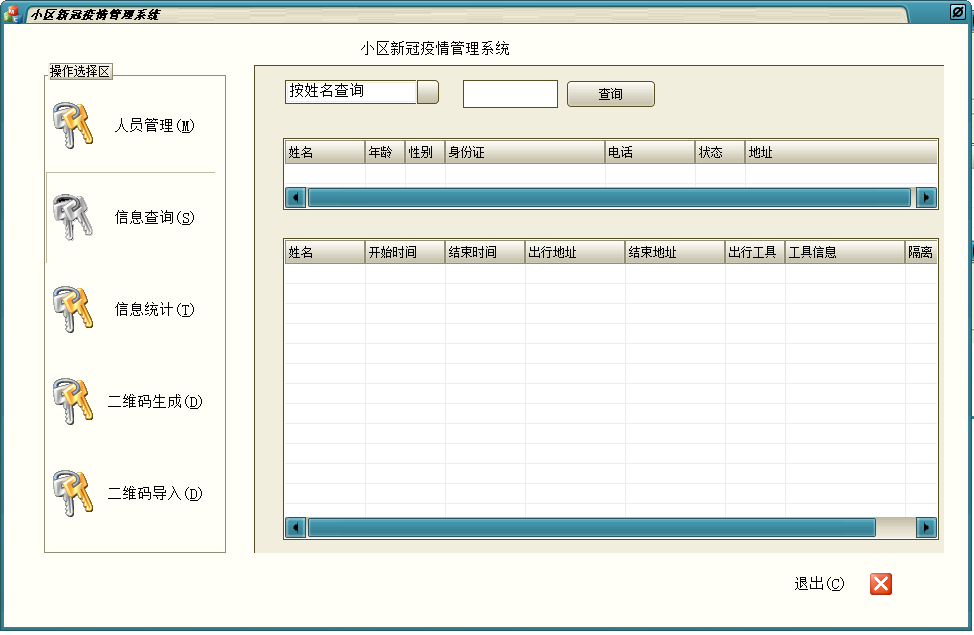 小区新冠疫情管理系统
小区新冠疫情管理系统
操作选择区
人员管理(M)
信息查询(S)
信息统计(T)
二维码生成(D)
二维码导入(D)
按姓名查询
查询
姓名 年龄 性别 身份证 电话 状态 地址
姓名 开始时间 结束时间 出行地址 结束地址 出行工具 工具信息 隔离
退出(C)